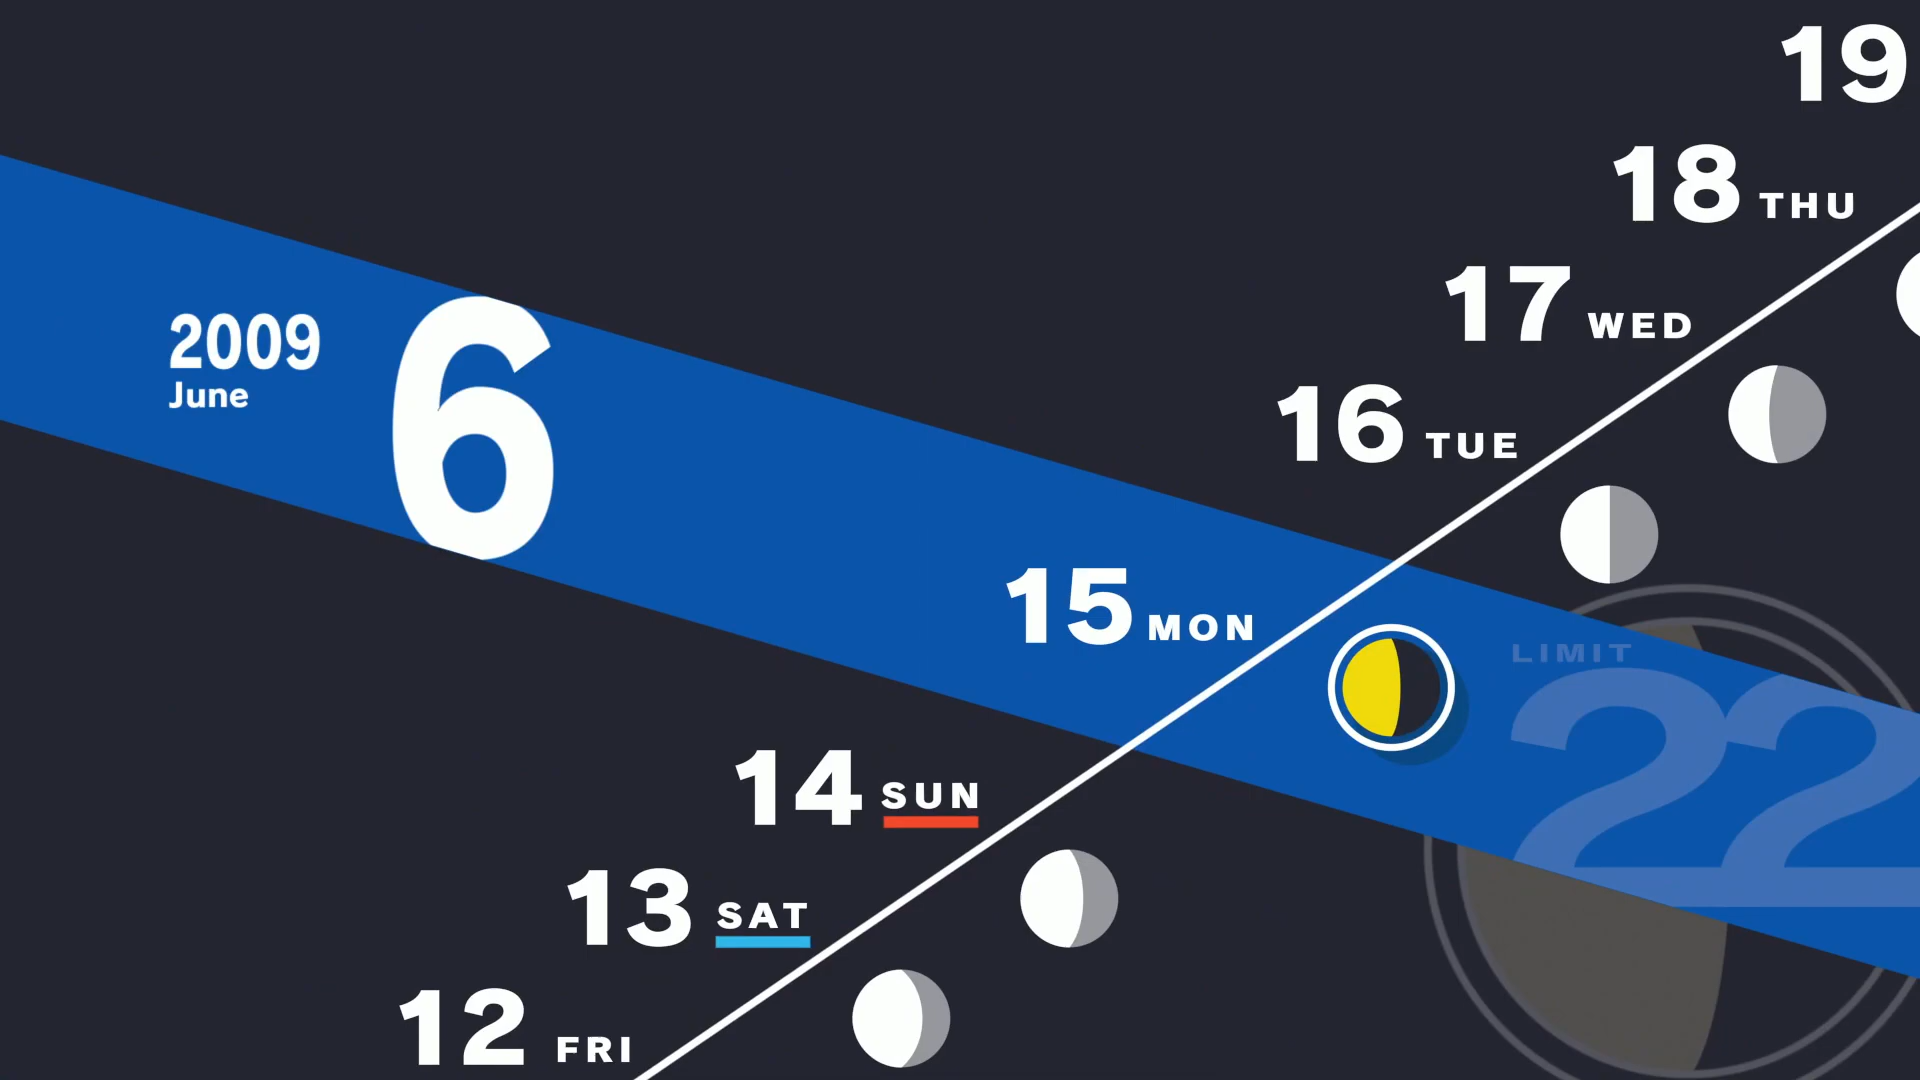 19
18 THU
17 WED
2009
June
6
16 TUE
15 MON
LIMIT
22
14 SUN
13 SAT
12 FRI